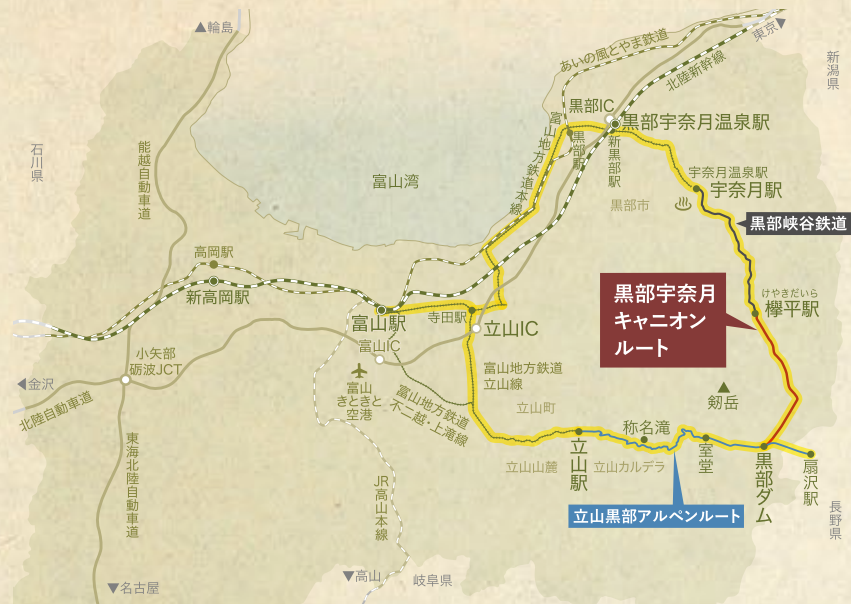 ▲輪島
東京▼
あいの風とやま鉄道
北陸新幹線
新潟県
石川県
能越自動車道
富山湾
黒部IC
黒部宇奈月温泉駅
富山地方鉄道本線
黒部駅
新黒部駅
宇奈月温泉駅
宇奈月駅
黒部市
黒部峡谷鉄道
高岡駅
新高岡駅
けやきだいら
欅平駅
黒部宇奈月
キャニオン
ルート
富山駅
寺田駅
立山IC
富山IC
小矢部
砺波JCT
◀金沢
北陸自動車道
富山
きときと
空港
富山地方鉄道
不二越・上滝線
富山地方鉄道
立山線
立山町
剱岳
称名滝
立山駅
立山山麓
立山カルデラ
室堂
黒部ダム
扇沢駅
長野県
東海北陸自動車道
JR高山本線
立山黒部アルペンルート
▼名古屋
▼高山
岐阜県